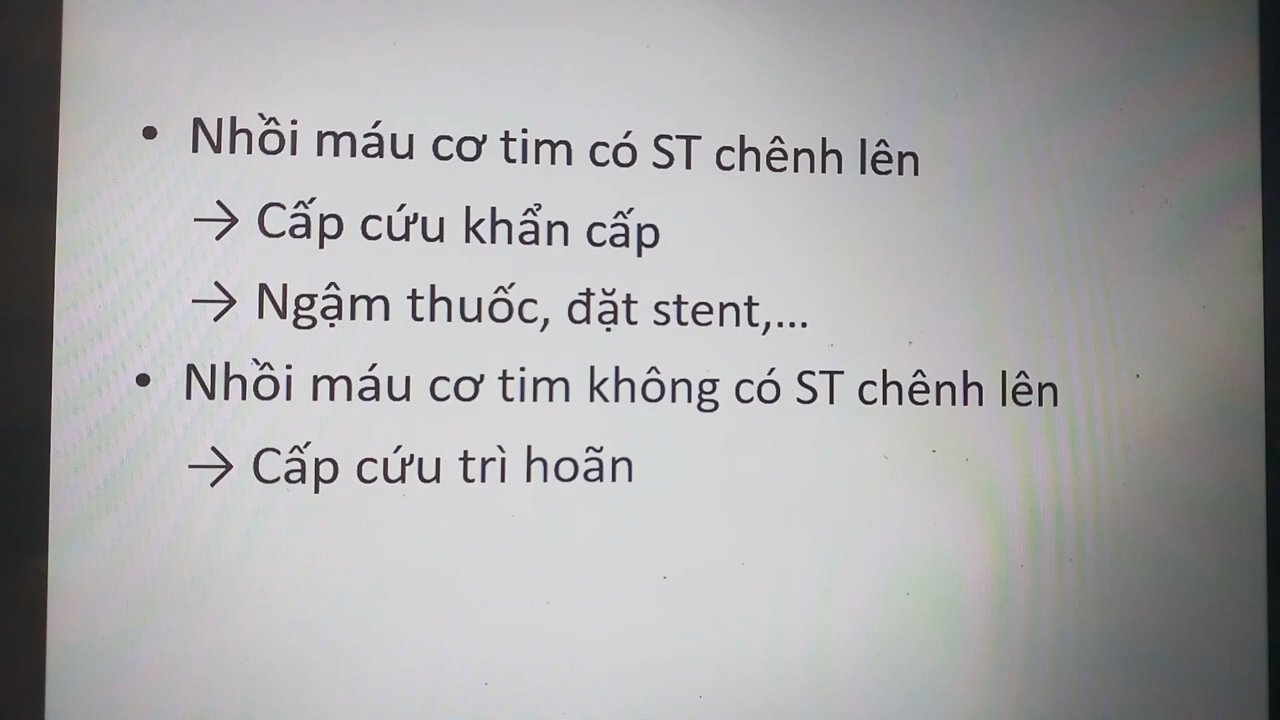 • Nhồi máu cơ tim có ST chênh lên
→ Cấp cứu khẩn cấp
→ Ngậm thuốc, đặt stent,...
• Nhồi máu cơ tim không có ST chênh lên
→ Cấp cứu trì hoãn